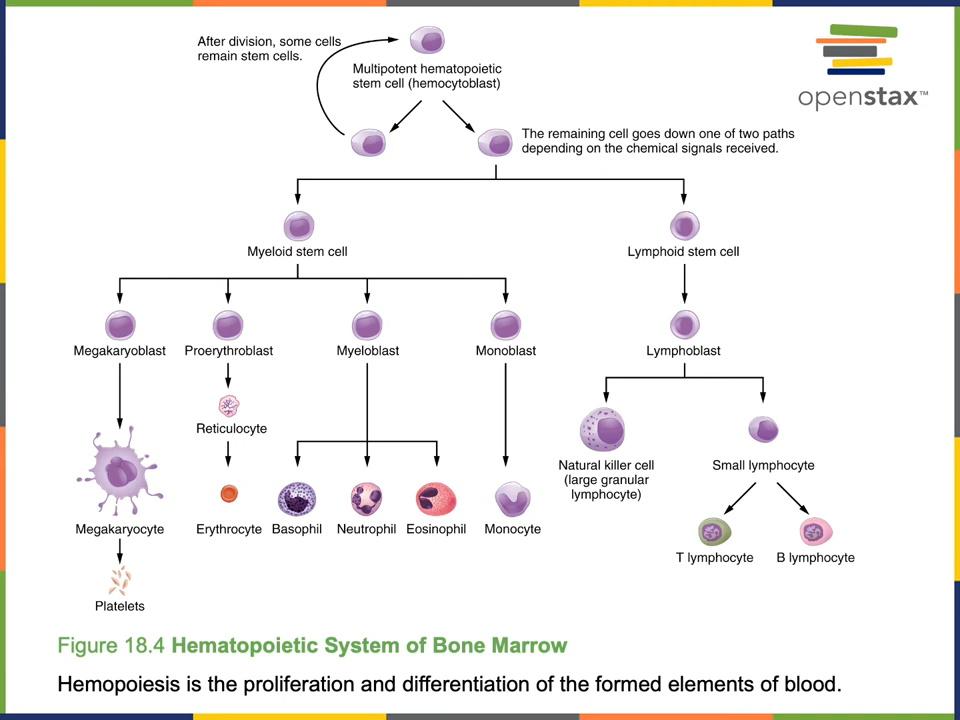 After division, some cells
remain stem cells.
Multipotent hematopoietic
stem cell (hemocytoblast)
openstax™
The remaining cell goes down one of two paths
depending on the chemical signals received.
Myeloid stem cell
Lymphoid stem cell
Megakaryoblast
Proerythroblast
Myeloblast
Monoblast
Lymphoblast
Reticulocyte
Natural killer cell
(large granular
lymphocyte)
Small lymphocyte
Megakaryocyte
Erythrocyte
Basophil
Neutrophil
Eosinophil
Monocyte
T lymphocyte
B lymphocyte
Platelets
Figure 18.4 Hematopoietic System of Bone Marrow
Hemopoiesis is the proliferation and differentiation of the formed elements of blood.